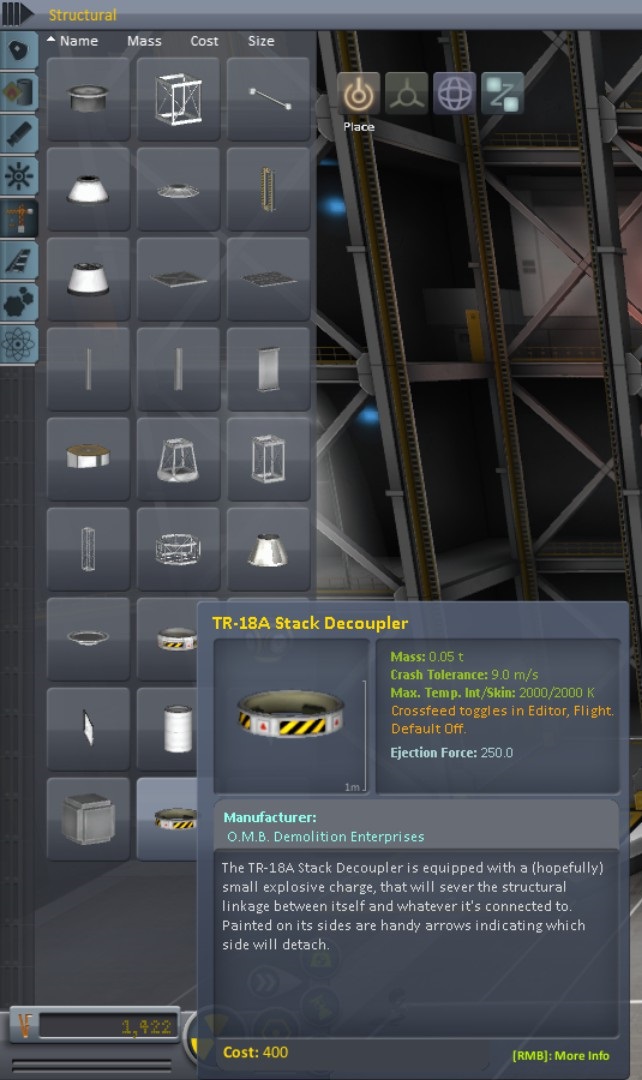 Structural
Name Mass Cost Size
Place
TR-18A Stack Decoupler
Mass: 0.05 t
Crash Tolerance: 9.0 m/s
Max. Temp. Int/Skin: 2000/2000 K
Crossfeed toggles in Editor, Flight.
Default Off.
Ejection Force: 250.0
1m
Manufacturer:
O.M.B. Demolition Enterprises
The TR-18A Stack Decoupler is equipped with a (hopefully)
small explosive charge, that will sever the structural
linkage between itself and whatever it's connected to.
Painted on its sides are handy arrows indicating which
side will detach.
1,422
Cost: 400
[RMB]: More Info